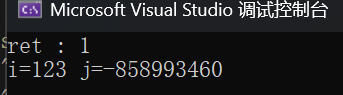 Microsoft Visual Studio 调试控制台
ret : 1
i=123 j=-858993460